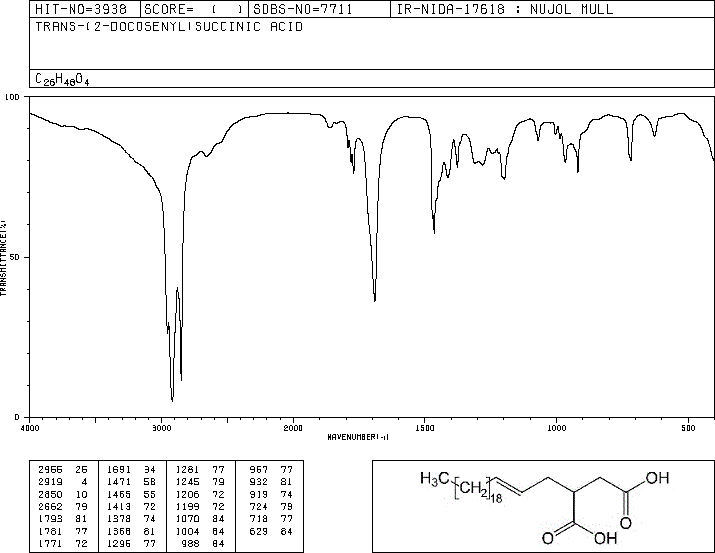 HIT-NO=3938 SCORE= ( ) SDBS-NO=7711 IR-NIDA-17618 : NUJOL MULL
TRANS-(2-DOCOSENYL)SUCCINIC ACID
C26H48O4
100
50
0
TRANSMITTANCE(%)
4000 3000 2000 1500 1000 500
WAVENUMBER(-1)
2955 26 1691 34 1281 77 967 77
2919 4 1471 58 1245 79 932 81
2850 10 1465 55 1206 72 919 74
2662 79 1413 72 1199 72 724 79
1793 81 1378 74 1070 84 718 77
1781 77 1368 81 1004 84 629 84
1771 72 1296 77 988 84
H3C [CH2]18 O OH O OH